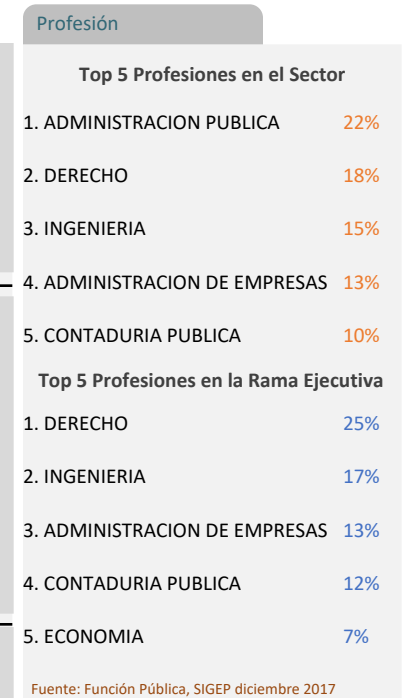 Profesión
Top 5 Profesiones en el Sector
1. ADMINISTRACION PUBLICA 22%
2. DERECHO 18%
3. INGENIERIA 15%
4. ADMINISTRACION DE EMPRESAS 13%
5. CONTADURIA PUBLICA 10%
Top 5 Profesiones en la Rama Ejecutiva
1. DERECHO 25%
2. INGENIERIA 17%
3. ADMINISTRACION DE EMPRESAS 13%
4. CONTADURIA PUBLICA 12%
5. ECONOMIA 7%
Fuente: Función Pública, SIGEP diciembre 2017